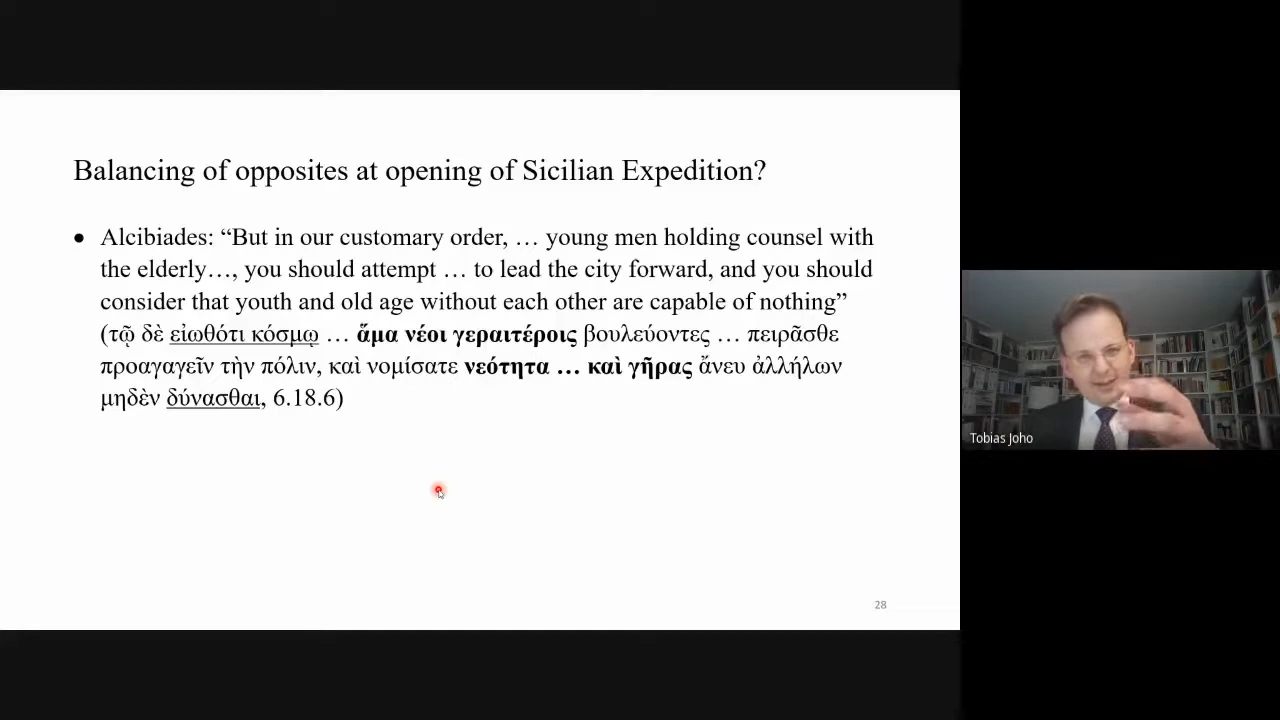 Balancing of opposites at opening of Sicilian Expedition?
• Alcibiades: “But in our customary order, … young men holding counsel with
the elderly…, you should attempt … to lead the city forward, and you should
consider that youth and old age without each other are capable of nothing”
(τῷ δὲ εἰωθότι κόσμῳ … ἅμα νέοι γεραιτέροις βουλεύοντες … πειρᾶσθε
προαγαγεῖν τὴν πόλιν, καὶ νομίσατε νεότητα … καὶ γῆρας ἄνευ ἀλλήλων
μηδὲν δύνασθαι, 6.18.6)
28
Tobias Joho